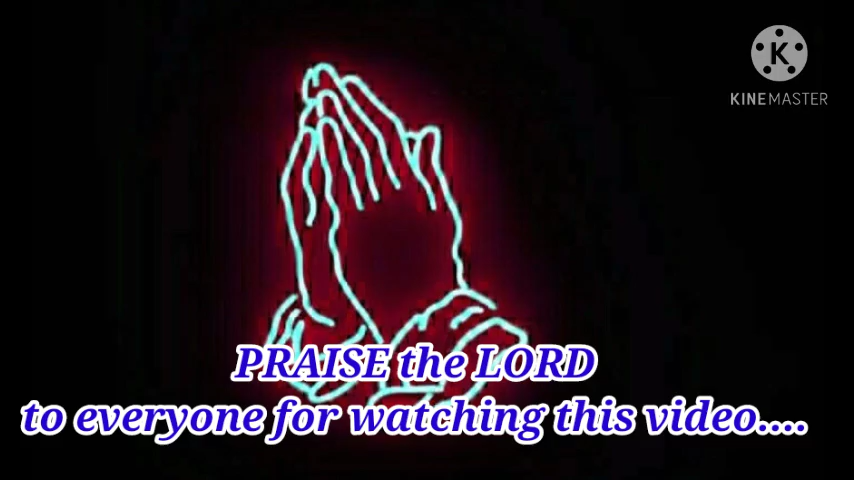 K
KINEMASTER
PRAISE the LORD
to everyone for watching this video....